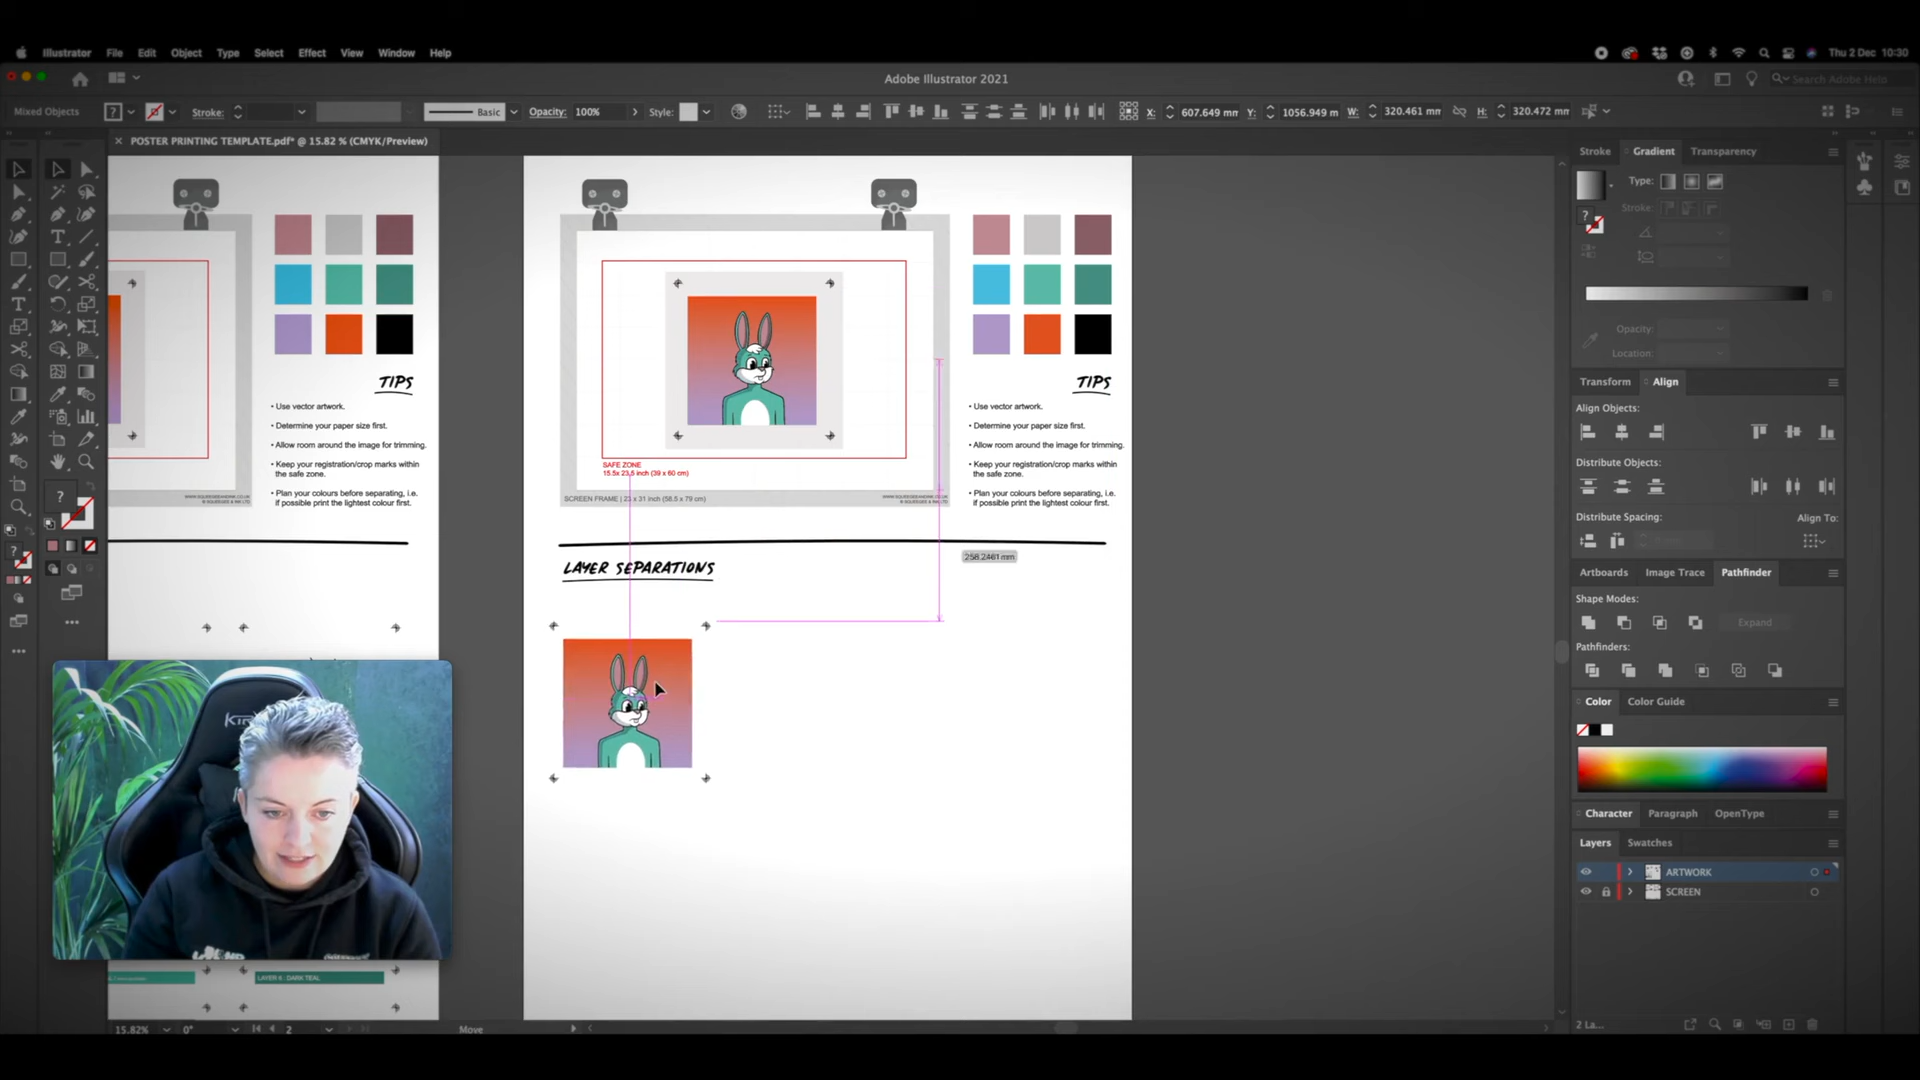 Illustrator File Edit Object Type Select Effect View Window Help
Thu 2 Dec 10:30
Adobe Illustrator 2021
Search Adobe Help
Mixed Objects
Stroke:
Basic
Opacity: 100%
Style:
X: 607.649 mm
Y: 1056.949 m
W: 320.461 mm
H: 320.472 mm
POSTER PRINTING TEMPLATE.pdf* @ 15.82 % (CMYK/Preview)
TIPS
• Use vector artwork.
• Determine your paper size first.
• Allow room around the image for trimming.
• Keep your registration/crop marks within
the safe zone.
• Plan your colours before separating, i.e.
if possible print the lightest colour first.
LAYER 6 : DARK TEAL
SAFE ZONE
15.5x 23.5 inch (39 x 60 cm)
SCREEN FRAME | 23 x 31 inch (58.5 x 79 cm)
TIPS
• Use vector artwork.
• Determine your paper size first.
• Allow room around the image for trimming.
• Keep your registration/crop marks within
the safe zone.
• Plan your colours before separating, i.e.
if possible print the lightest colour first.
LAYER SEPARATIONS
258.2461 mm
Stroke Gradient Transparency
Type:
Stroke:
Opacity:
Location:
Transform Align
Align Objects:
Distribute Objects:
Distribute Spacing:
Align To:
Artboards Image Trace Pathfinder
Shape Modes:
Expand
Pathfinders:
Color Color Guide
Character Paragraph OpenType
Layers Swatches
ARTWORK
SCREEN
2 La...
15.82% 0° 2 Move